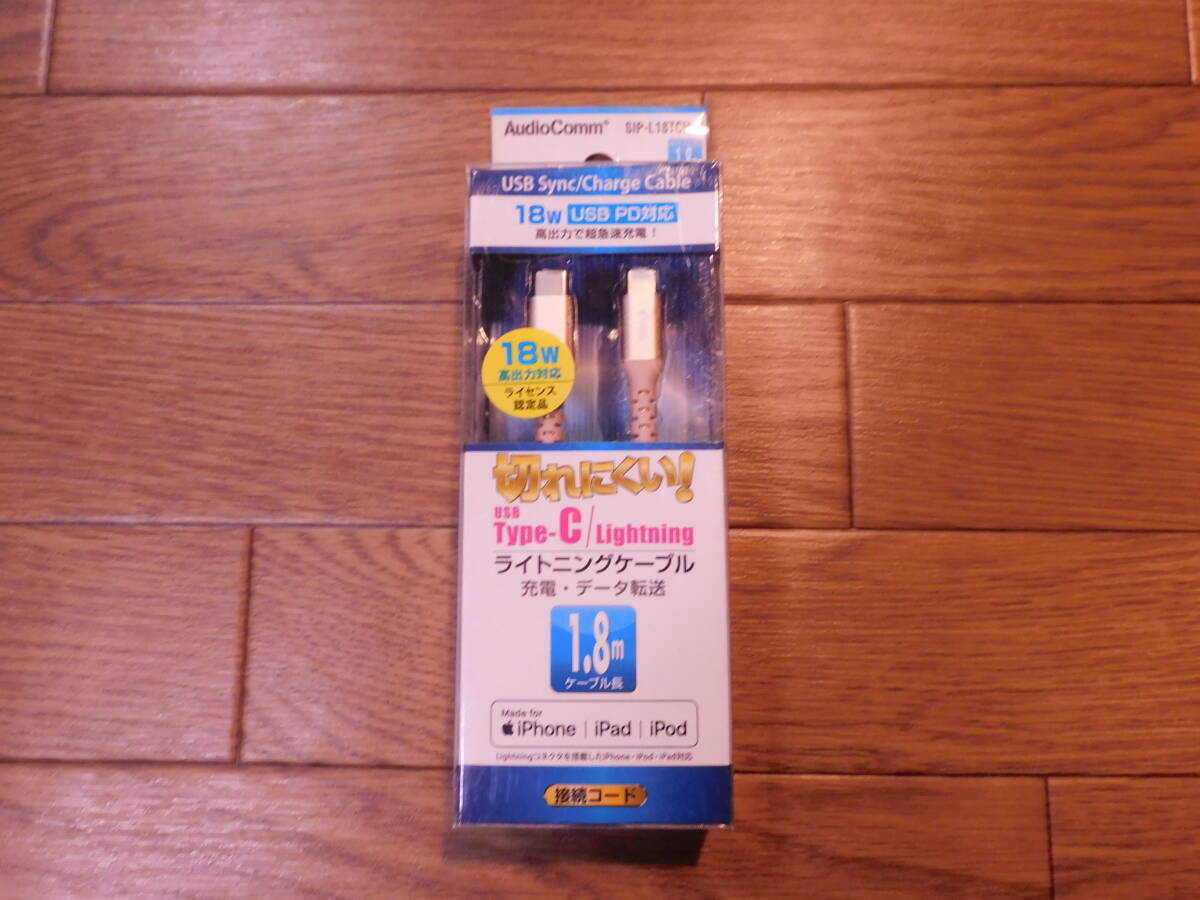 AudioComm®
USB Sync/Charge Cable
18W USB PD対応
高出力で超急速充電！
18W
高出力対応
ライセンス
認定品
切れにくい！
USB
Type-C/Lightning
ライトニングケーブル
充電・データ転送
1.8m
ケーブル長
Made for
iPhone | iPad | iPod
Lightningコネクタを搭載したiPhone・iPod・iPad対応
接続コード